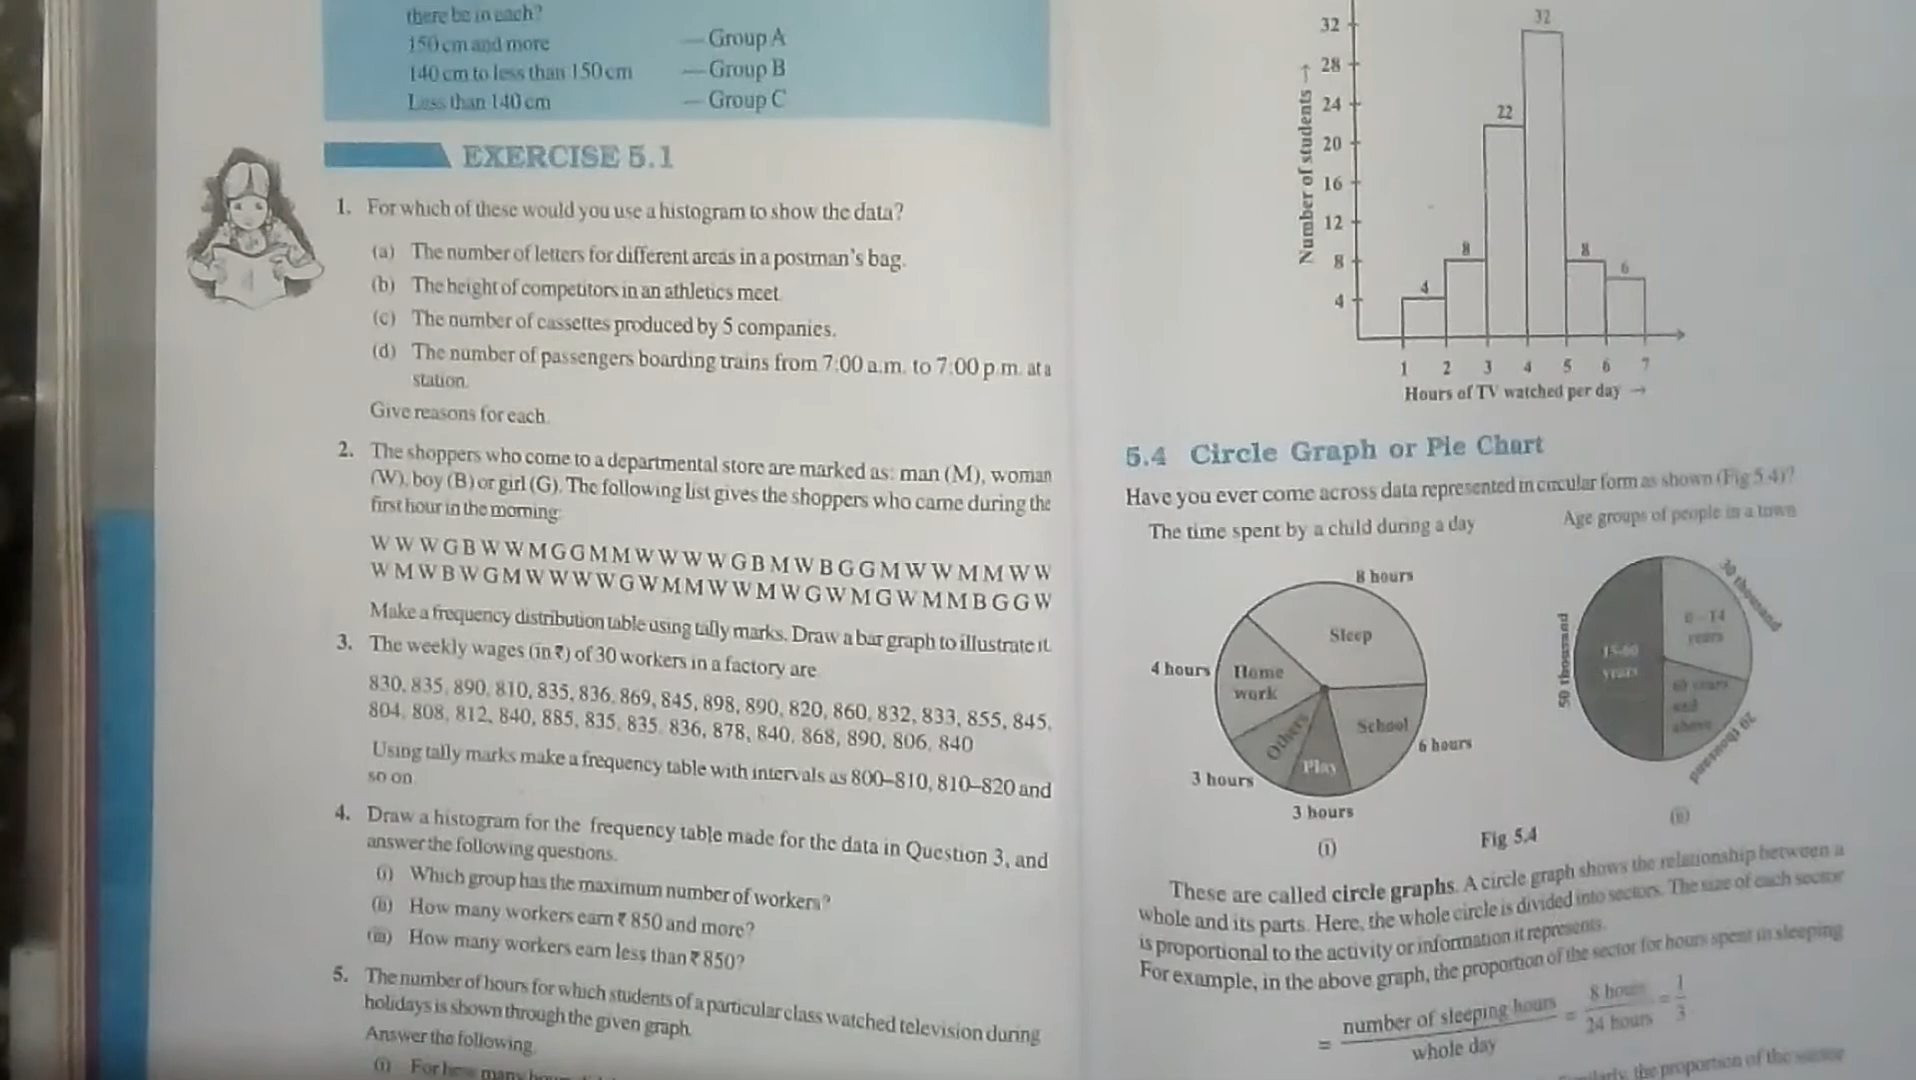 there be in each?
150 cm and more — Group A
140 cm to less than 150 cm — Group B
Less than 140 cm — Group C
EXERCISE 5.1
1. For which of these would you use a histogram to show the data?
(a) The number of letters for different areas in a postman's bag.
(b) The height of competitors in an athletics meet.
(c) The number of cassettes produced by 5 companies.
(d) The number of passengers boarding trains from 7:00 a.m. to 7:00 p.m. at a
station.
Give reasons for each.
2. The shoppers who come to a departmental store are marked as: man (M), woman
(W), boy (B) or girl (G). The following list gives the shoppers who came during the
first hour in the morning:
W W W G B W W M G G M M W W W W G B M W B G G M W W M M W W
W M W B W G M W W W W G W M M W W M W G W M G W M M B G G W
Make a frequency distribution table using tally marks. Draw a bar graph to illustrate it.
3. The weekly wages (in ₹) of 30 workers in a factory are
830, 835, 890, 810, 835, 836, 869, 845, 898, 890, 820, 860, 832, 833, 855, 845,
804, 808, 812, 840, 885, 835, 835, 836, 878, 840, 868, 890, 806, 840
Using tally marks make a frequency table with intervals as 800–810, 810–820 and
so on.
4. Draw a histogram for the frequency table made for the data in Question 3, and
answer the following questions.
(i) Which group has the maximum number of workers?
(ii) How many workers earn ₹ 850 and more?
(iii) How many workers earn less than ₹ 850?
5. The number of hours for which students of a particular class watched television during
holidays is shown through the given graph.
Answer the following.
(i) For how many
Number of students →
32
28
24
20
16
12
8
4
4
8
22
32
8
6
1 2 3 4 5 6 7
Hours of TV watched per day →
5.4 Circle Graph or Pie Chart
Have you ever come across data represented in circular form as shown (Fig 5.4)?
The time spent by a child during a day
Age groups of people in a town
8 hours
Sleep
4 hours
Home
work
School
6 hours
Others
Play
3 hours
3 hours
(i)
30 thousand
0-14
years
50 thousand
15-60
years
60 years
and
above
20 thousand
(ii)
Fig 5.4
These are called circle graphs. A circle graph shows the relationship between a
whole and its parts. Here, the whole circle is divided into sectors. The size of each sector
is proportional to the activity or information it represents.
For example, in the above graph, the proportion of the sector for hours spent in sleeping
= number of sleeping hours / whole day = 8 hours / 24 hours = 1 / 3
the proportion of the sector